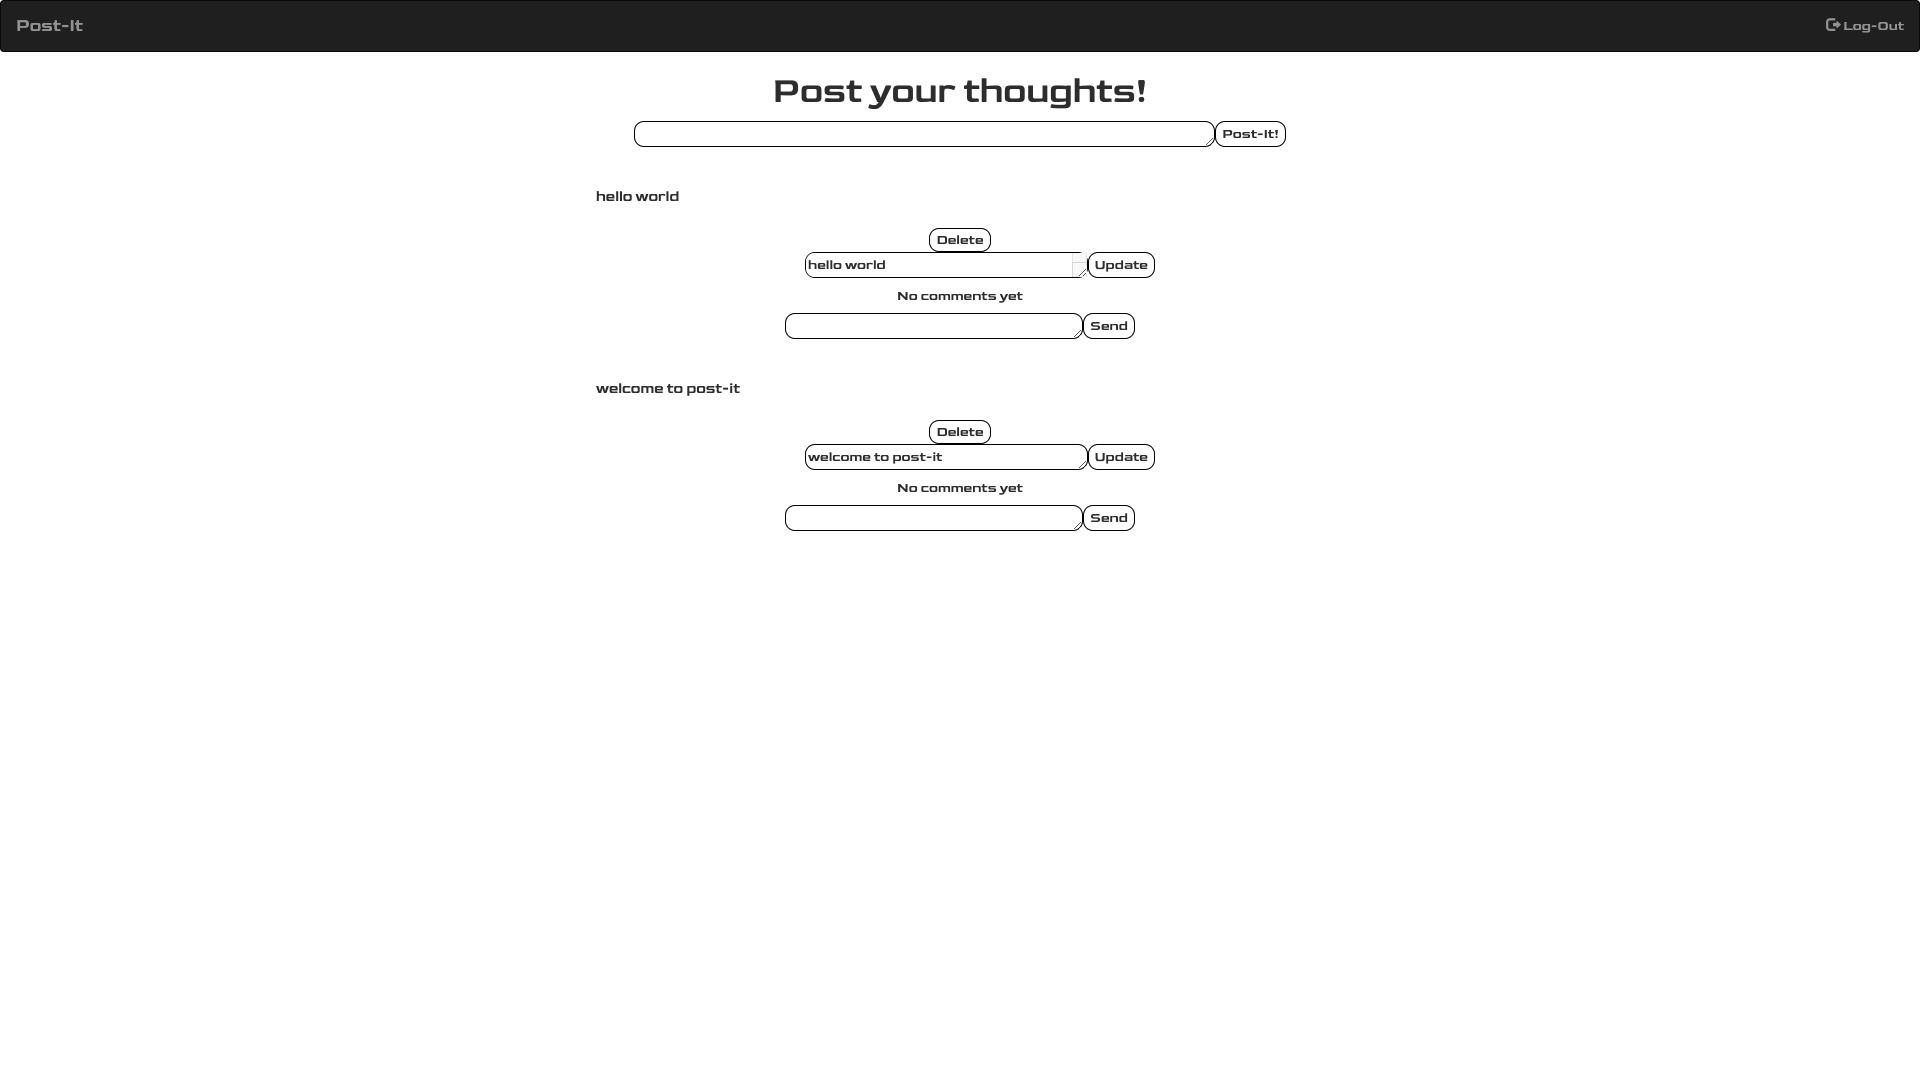 Post-It
Log-Out
Post your thoughts!
Post-It!
hello world
Delete
hello world
Update
No comments yet
Send
welcome to post-it
Delete
welcome to post-it
Update
No comments yet
Send